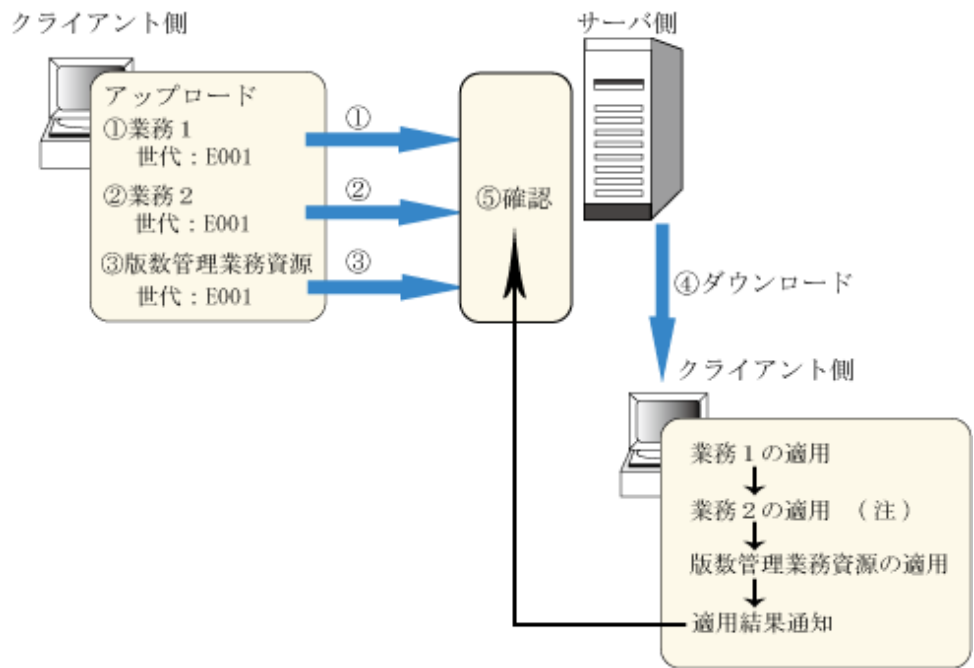 クライアント側
サーバ側
アップロード
①業務1
世代：E001
②業務2
世代：E001
③版数管理業務資源
世代：E001
①
②
③
⑤確認
④ダウンロード
クライアント側
業務1の適用
業務2の適用　（注）
版数管理業務資源の適用
適用結果通知